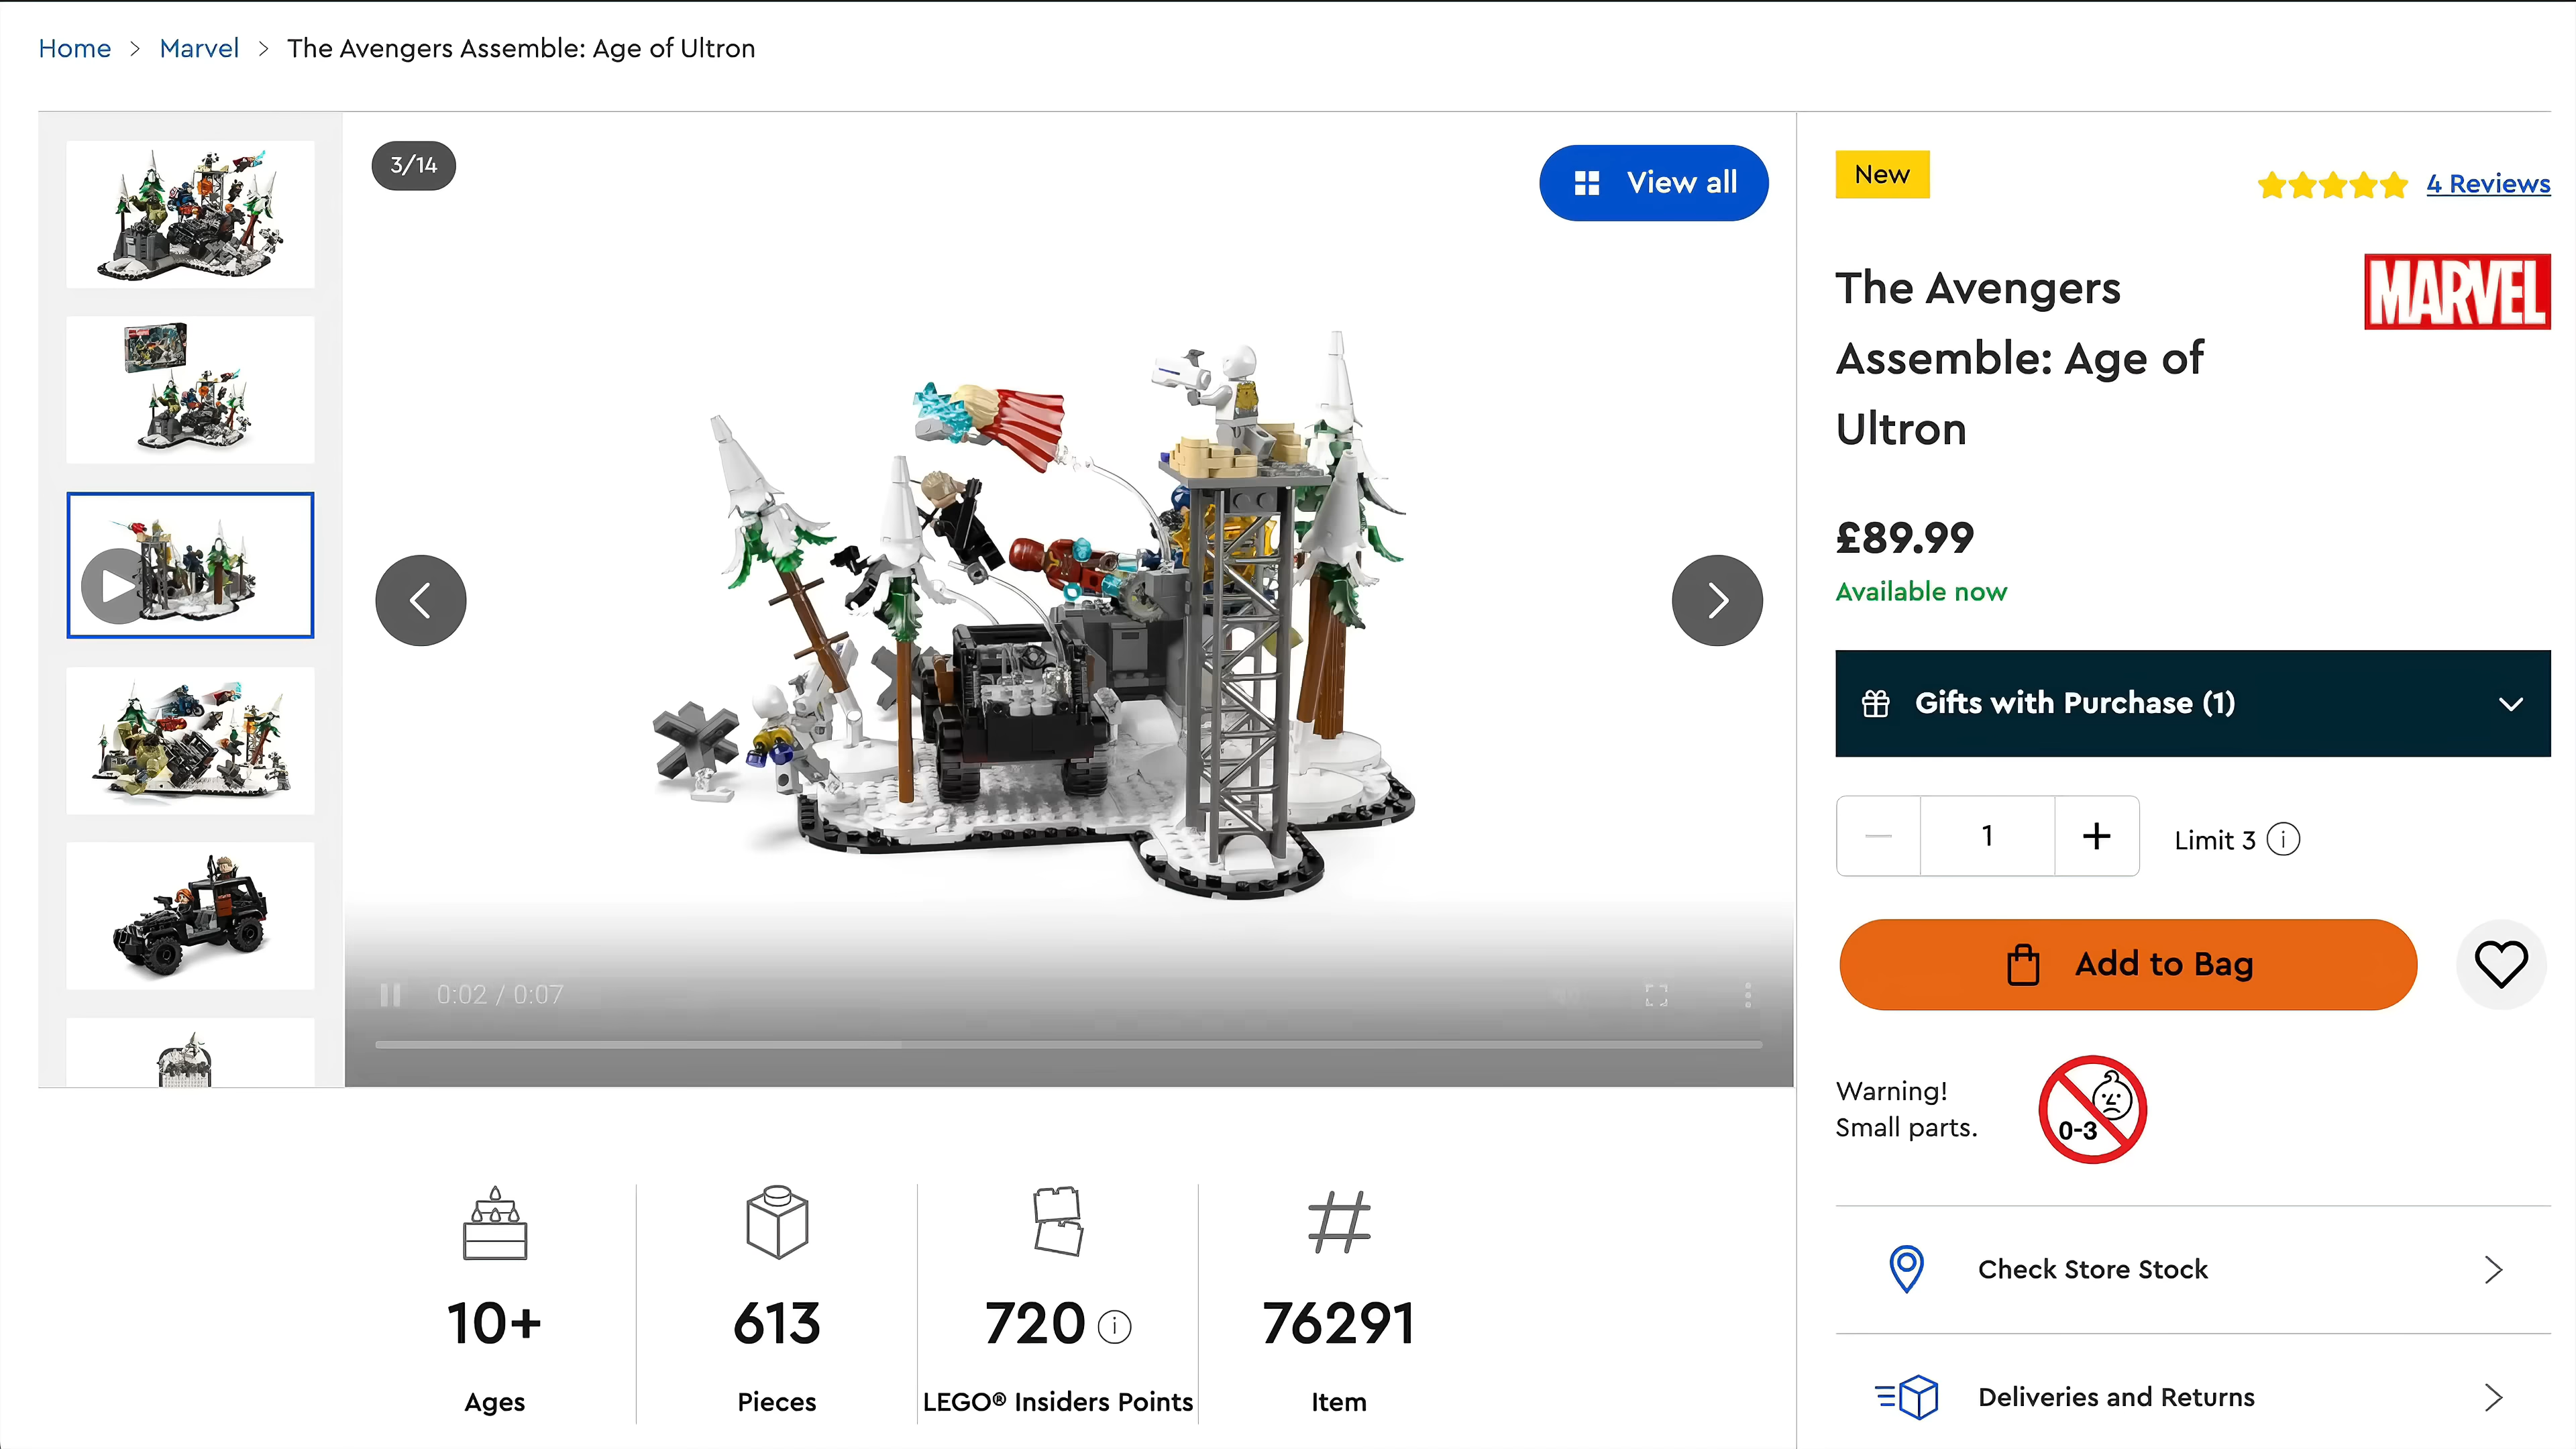 Home > Marvel > The Avengers Assemble: Age of Ultron
3/14
View all
0:02 / 0:07
New
4 Reviews
The Avengers
Assemble: Age of
Ultron
MARVEL
£89.99
Available now
Gifts with Purchase (1)
1
Limit 3
Add to Bag
Warning!
Small parts.
0-3
Check Store Stock
Deliveries and Returns
10+
Ages
613
Pieces
720
LEGO® Insiders Points
76291
Item